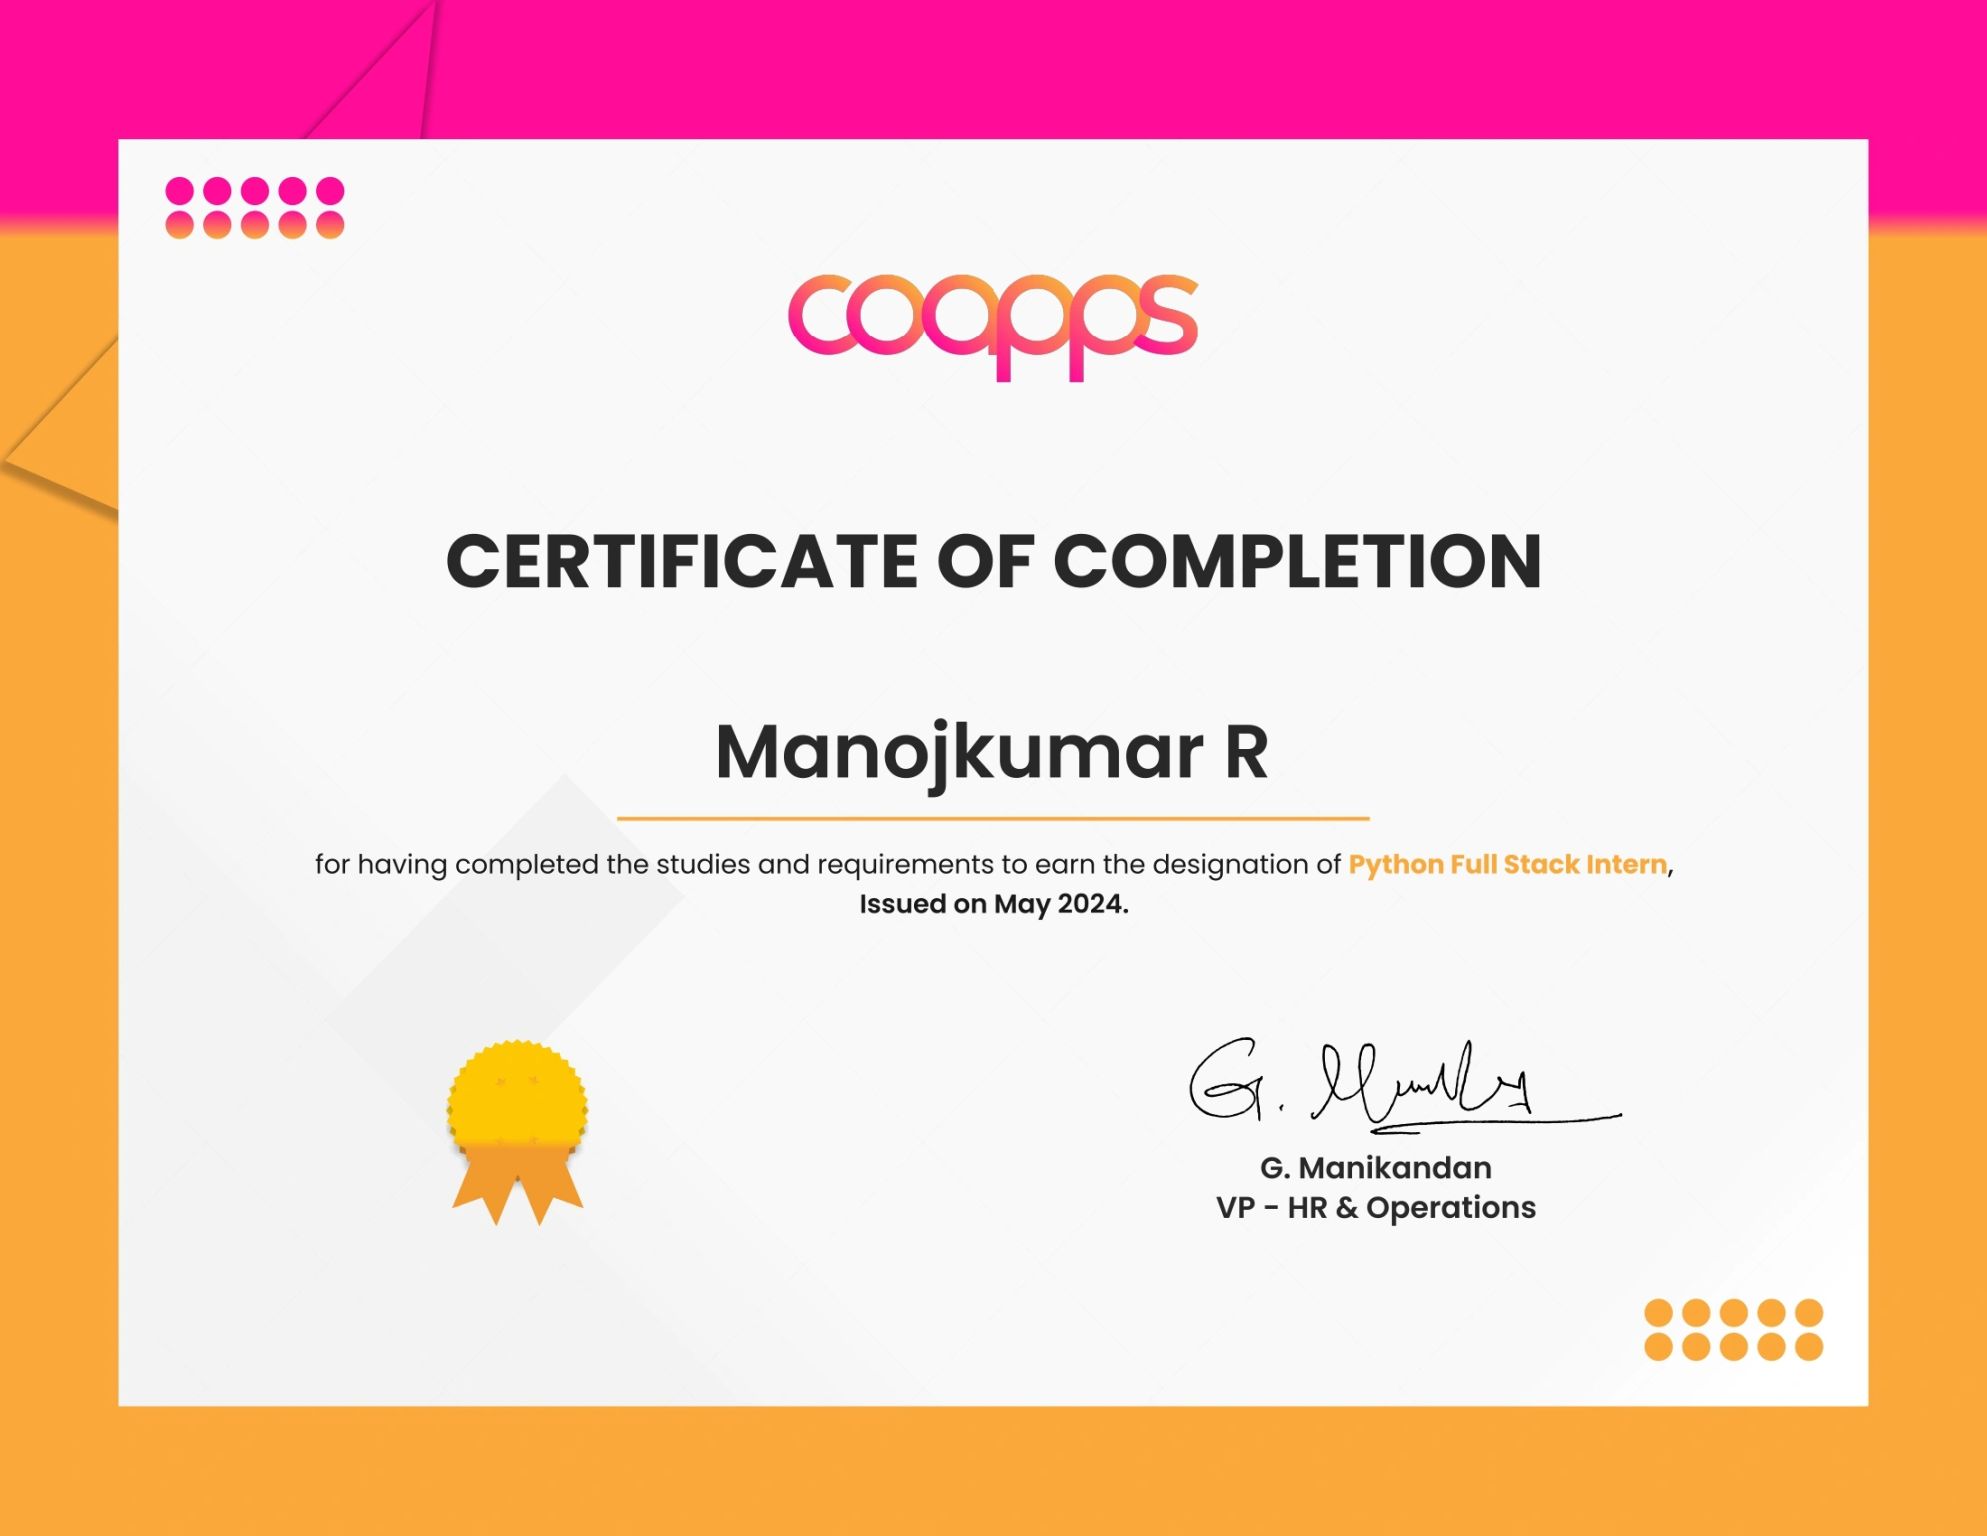 coapps
CERTIFICATE OF COMPLETION
Manojkumar R
for having completed the studies and requirements to earn the designation of Python Full Stack Intern,
Issued on May 2024.
G. Manikandan
VP - HR & Operations